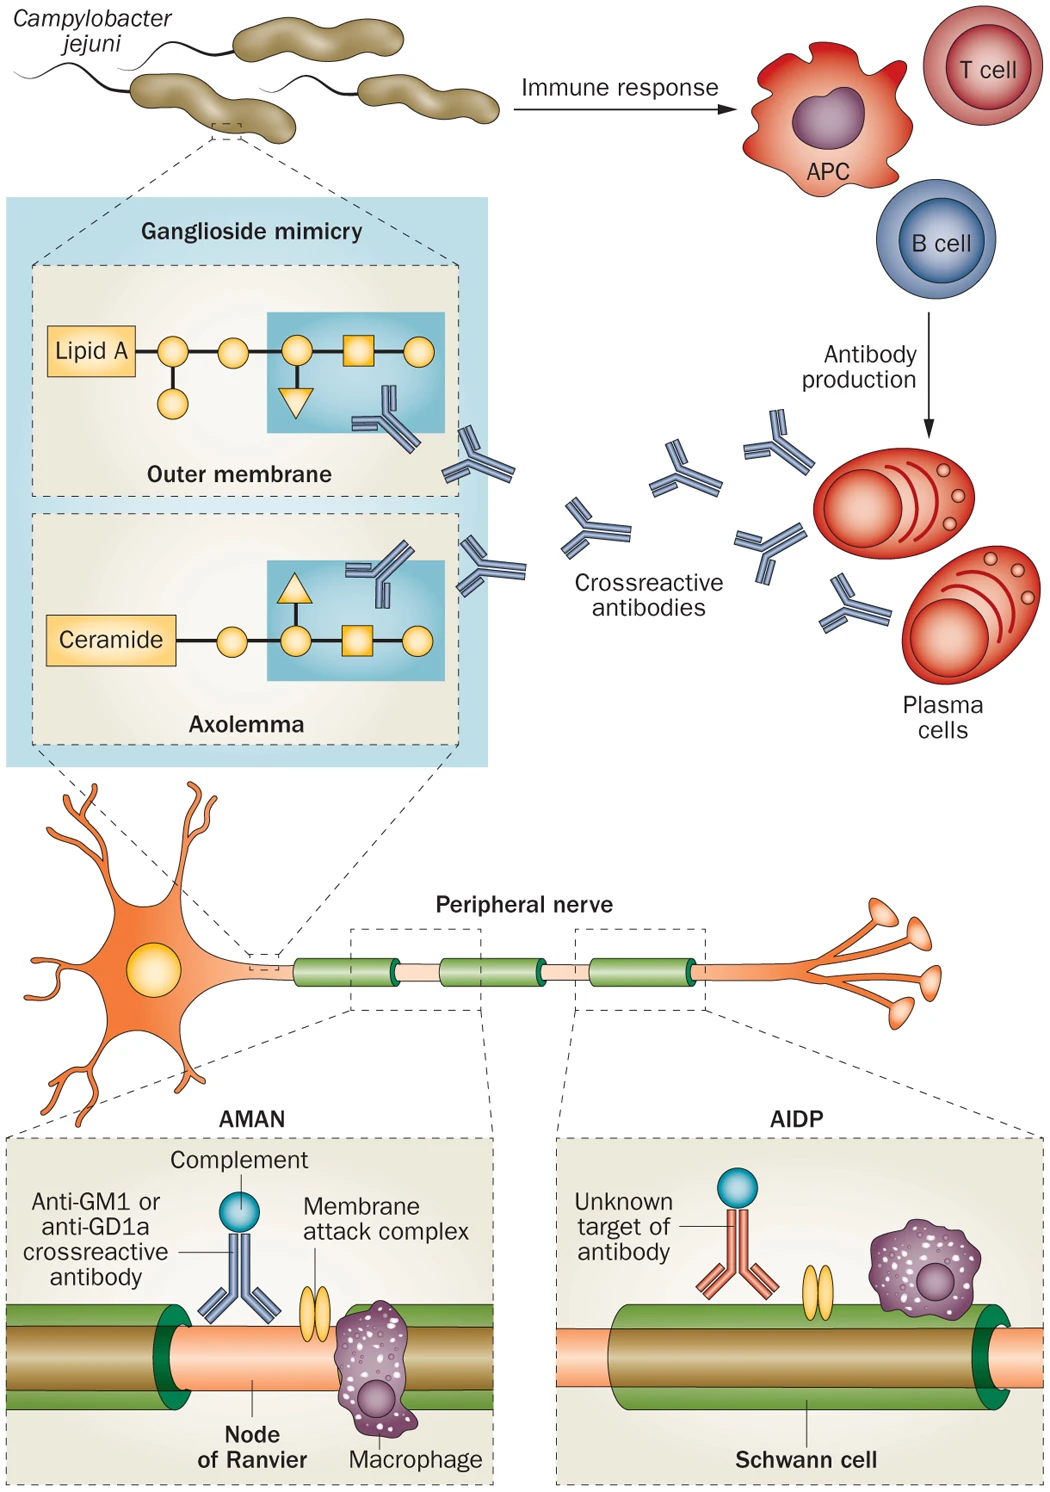 Campylobacter
jejuni
Immune response
T cell
APC
B cell
Ganglioside mimicry
Lipid A
Outer membrane
Antibody
production
Crossreactive
antibodies
Ceramide
Axolemma
Plasma
cells
Peripheral nerve
AMAN
Complement
Anti-GM1 or
anti-GD1a
crossreactive
antibody
Membrane
attack complex
Node
of Ranvier
Macrophage
AIDP
Unknown
target of
antibody
Schwann cell